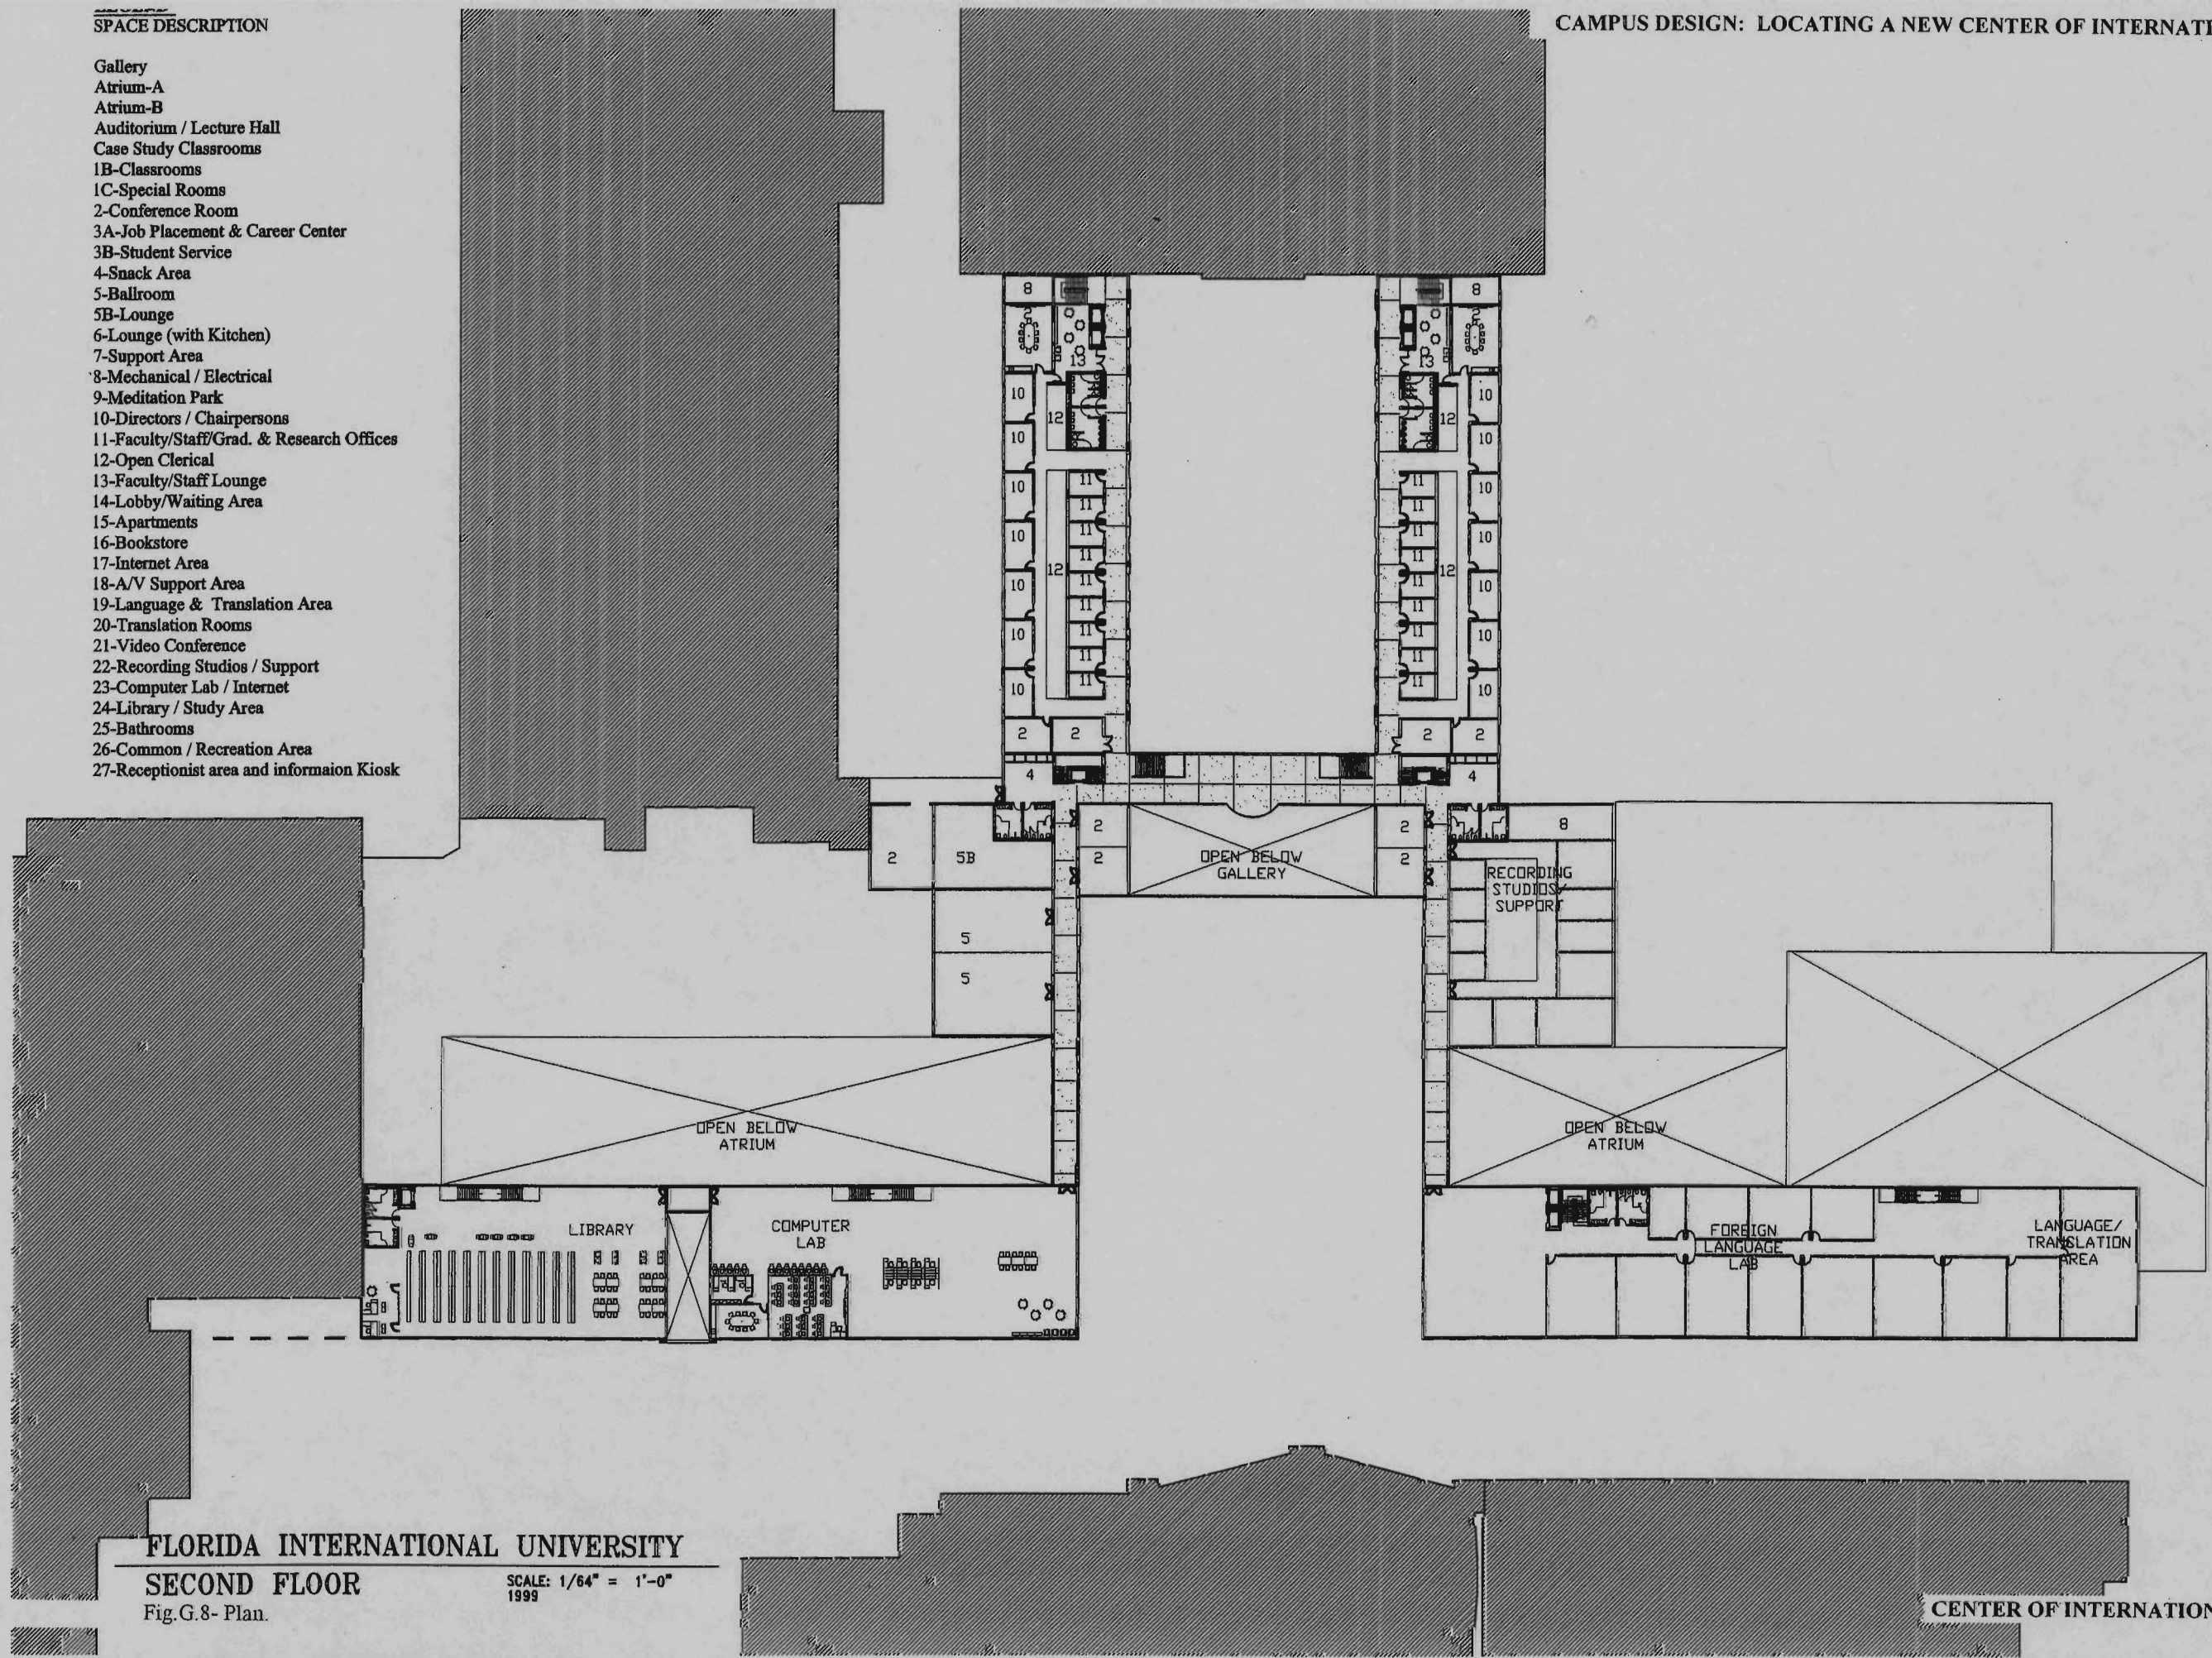 SPACE DESCRIPTION
Gallery
Atrium-A
Atrium-B
Auditorium / Lecture Hall
Case Study Classrooms
1B-Classrooms
1C-Special Rooms
2-Conference Room
3A-Job Placement & Career Center
3B-Student Service
4-Snack Area
5-Ballroom
5B-Lounge
6-Lounge (with Kitchen)
7-Support Area
8-Mechanical / Electrical
9-Meditation Park
10-Directors / Chairpersons
11-Faculty/Staff/Grad. & Research Offices
12-Open Clerical
13-Faculty/Staff Lounge
14-Lobby/Waiting Area
15-Apartments
16-Bookstore
17-Internet Area
18-A/V Support Area
19-Language & Translation Area
20-Translation Rooms
21-Video Conference
22-Recording Studios / Support
23-Computer Lab / Internet
24-Library / Study Area
25-Bathrooms
26-Common / Recreation Area
27-Receptionist area and informaion Kiosk
CAMPUS DESIGN: LOCATING A NEW CENTER OF INTERNATI
8
13
10
12
10
10
10
10
10
10
12
11
11
11
11
11
11
11
11
11
2
2
4
8
13
10
12
10
10
10
10
10
10
12
11
11
11
11
11
11
11
11
11
2
2
4
2
5B
5
5
2
2
OPEN BELOW
GALLERY
2
2
8
RECORDING
STUDIOS/
SUPPORT
OPEN BELOW
ATRIUM
OPEN BELOW
ATRIUM
LIBRARY
COMPUTER
LAB
FOREIGN
LANGUAGE
LAB
LANGUAGE/
TRANSLATION
AREA
FLORIDA INTERNATIONAL UNIVERSITY
SECOND FLOOR
SCALE: 1/64" = 1'-0"
1999
Fig.G.8- Plan.
CENTER OF INTERNATION